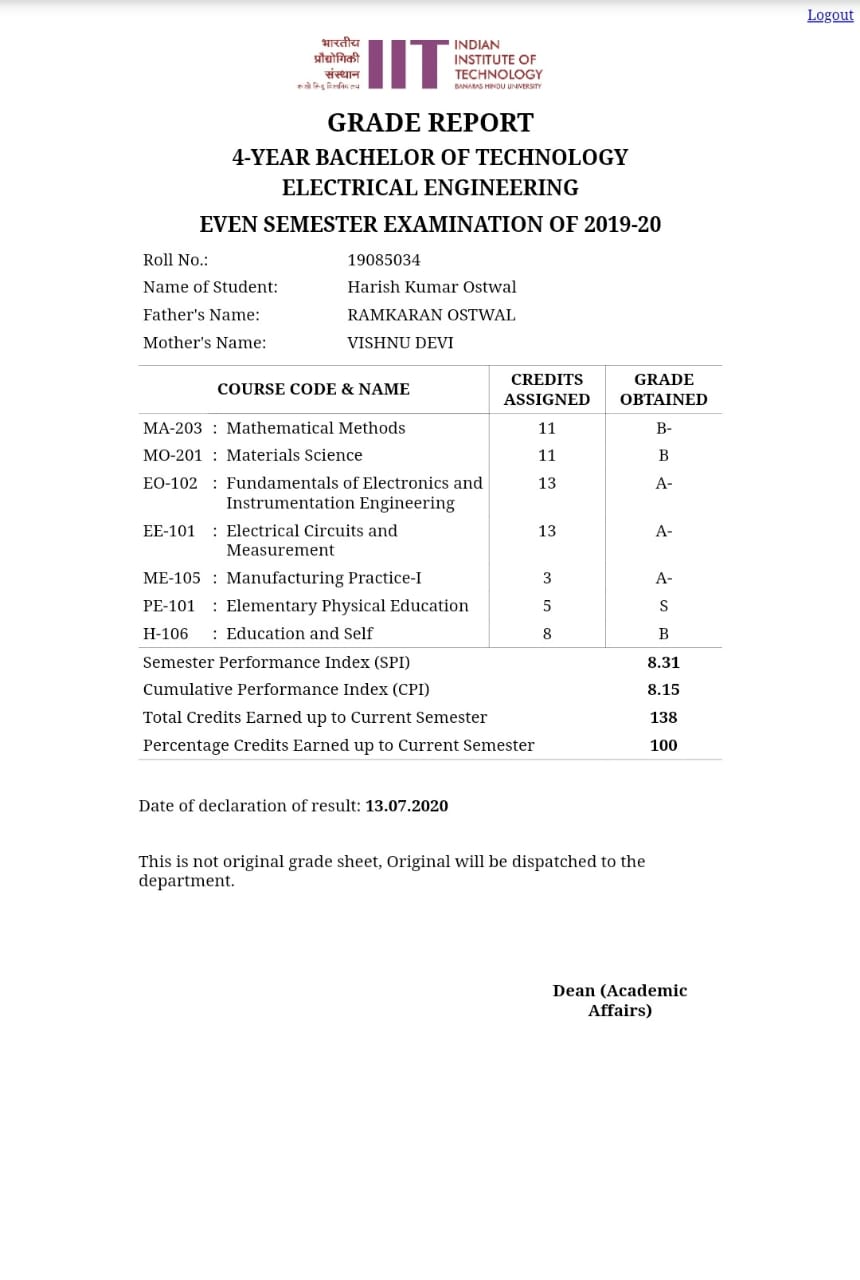 Logout
भारतीय
प्रौद्योगिकी
संस्थान
IIT
INDIAN
INSTITUTE OF
TECHNOLOGY
BANARAS HINDU UNIVERSITY
GRADE REPORT
4-YEAR BACHELOR OF TECHNOLOGY
ELECTRICAL ENGINEERING
EVEN SEMESTER EXAMINATION OF 2019-20
Roll No.: 19085034
Name of Student: Harish Kumar Ostwal
Father's Name: RAMKARAN OSTWAL
Mother's Name: VISHNU DEVI
COURSE CODE & NAME CREDITS ASSIGNED GRADE OBTAINED
MA-203 : Mathematical Methods 11 B-
MO-201 : Materials Science 11 B
EO-102 : Fundamentals of Electronics and 13 A-
Instrumentation Engineering
EE-101 : Electrical Circuits and 13 A-
Measurement
ME-105 : Manufacturing Practice-I 3 A-
PE-101 : Elementary Physical Education 5 S
H-106 : Education and Self 8 B
Semester Performance Index (SPI) 8.31
Cumulative Performance Index (CPI) 8.15
Total Credits Earned up to Current Semester 138
Percentage Credits Earned up to Current Semester 100
Date of declaration of result: 13.07.2020
This is not original grade sheet, Original will be dispatched to the
department.
Dean (Academic
Affairs)